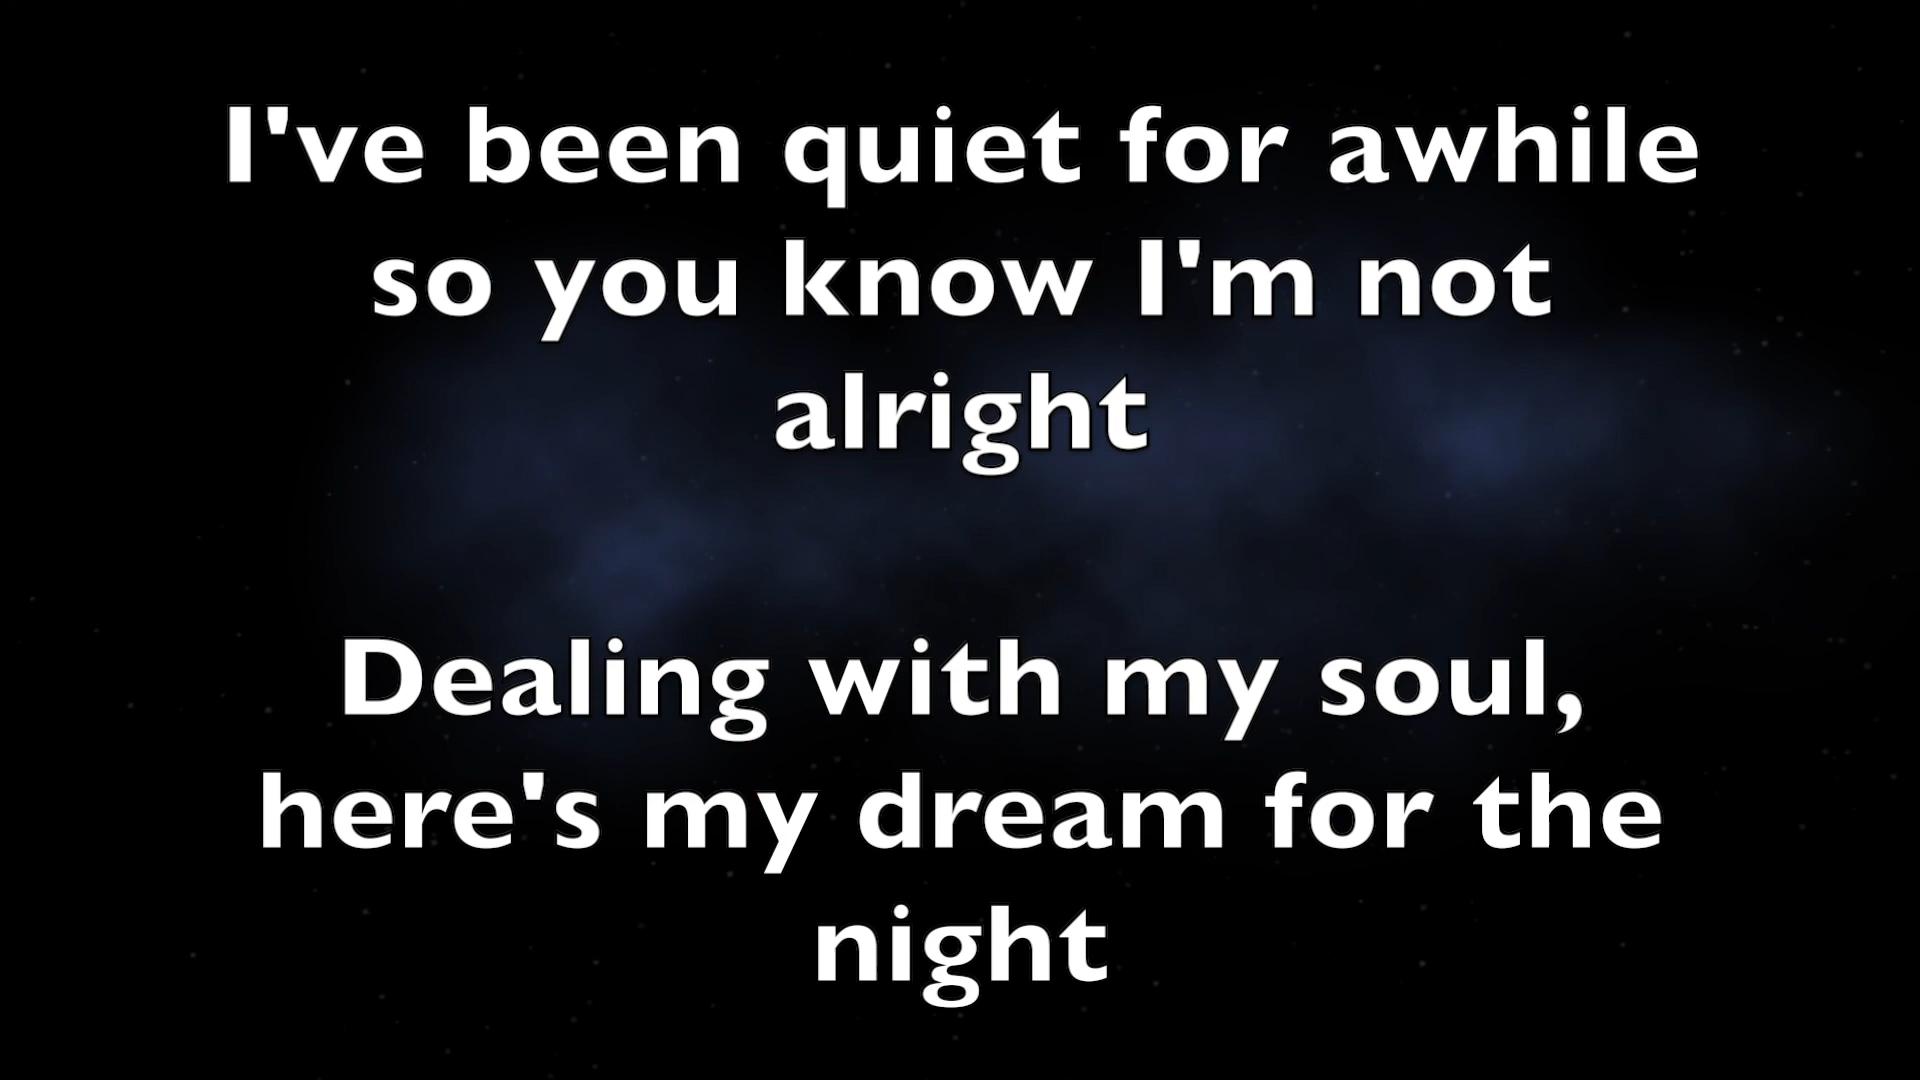 I've been quiet for awhile
so you know I'm not
alright
Dealing with my soul,
here's my dream for the
night